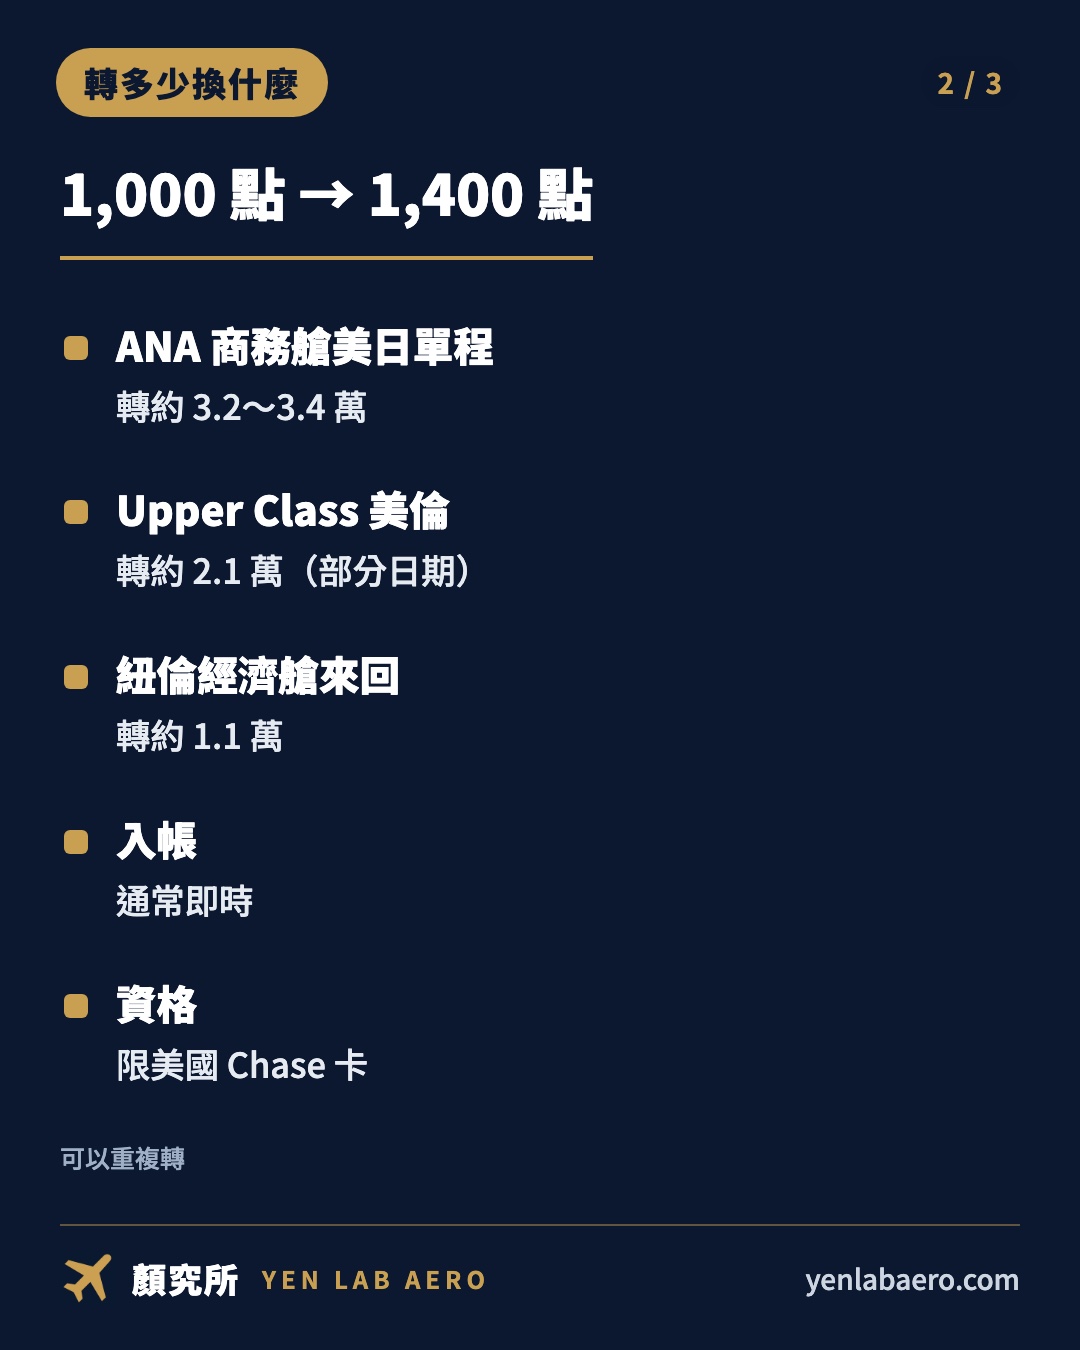 轉多少換什麼
2 / 3
1,000 點 → 1,400 點
ANA 商務艙美日單程
轉約 3.2～3.4 萬
Upper Class 美倫
轉約 2.1 萬（部分日期）
紐倫經濟艙來回
轉約 1.1 萬
入帳
通常即時
資格
限美國 Chase 卡
可以重複轉
顏究所 YEN LAB AERO
yenlabaero.com